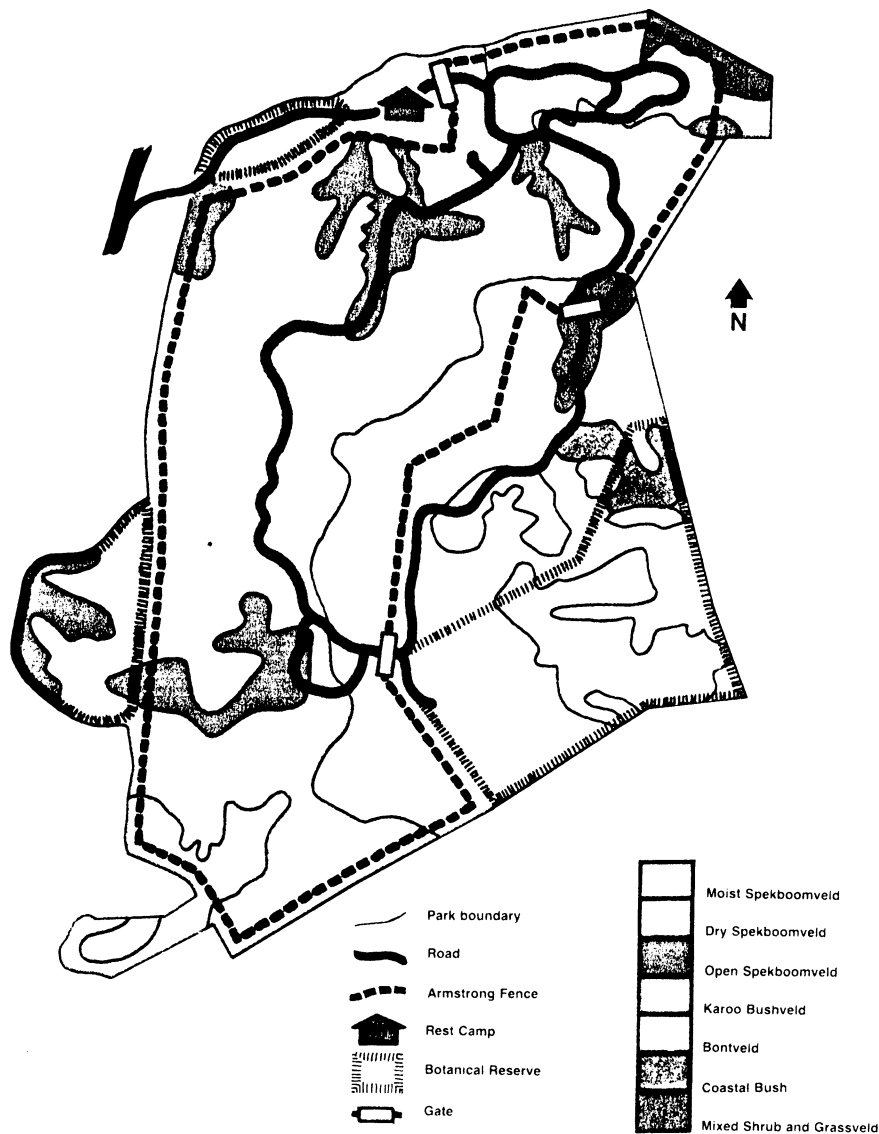 N
Park boundary
Road
Armstrong Fence
Rest Camp
Botanical Reserve
Gate
Moist Spekboomveld
Dry Spekboomveld
Open Spekboomveld
Karoo Bushveld
Bontveld
Coastal Bush
Mixed Shrub and Grassveld